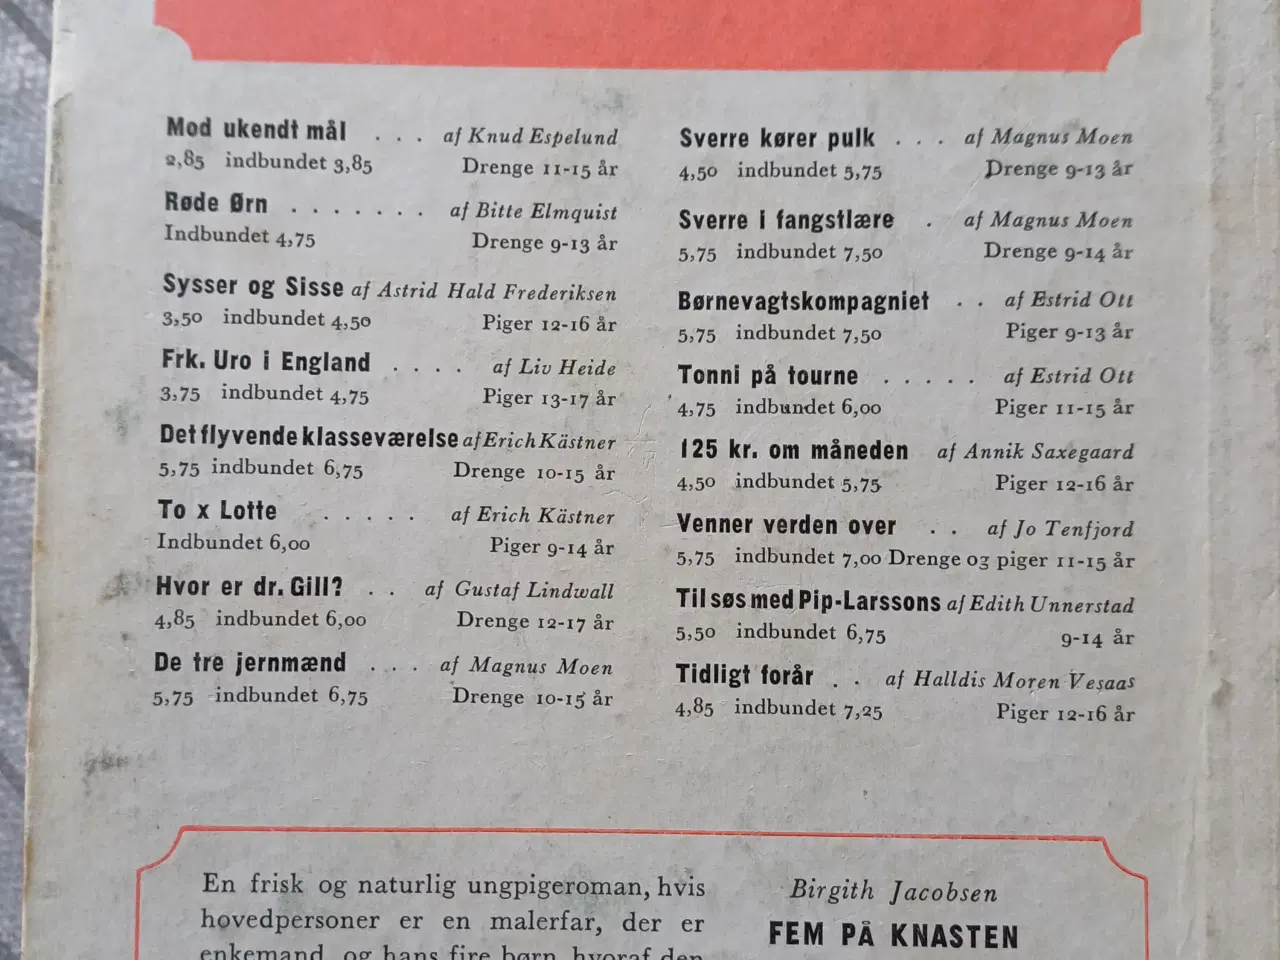 Mod ukendt mål . . . af Knud Espelund
2,85 indbundet 3,85 Drenge 11-15 år
Røde Ørn . . . . . . . af Bitte Elmquist
Indbundet 4,75 Drenge 9-13 år
Sysser og Sisse af Astrid Hald Frederiksen
3,50 indbundet 4,50 Piger 12-16 år
Frk. Uro i England . . . . af Liv Heide
3,75 indbundet 4,75 Piger 13-17 år
Det flyvende klasseværelse af Erich Kästner
5,75 indbundet 6,75 Drenge 10-15 år
To x Lotte . . . . . af Erich Kästner
Indbundet 6,00 Piger 9-14 år
Hvor er dr. Gill? . . af Gustaf Lindwall
4,85 indbundet 6,00 Drenge 12-17 år
De tre jernmænd . . . af Magnus Moen
5,75 indbundet 6,75 Drenge 10-15 år
Sverre kører pulk . . . af Magnus Moen
4,50 indbundet 5,75 Drenge 9-13 år
Sverre i fangstlære . af Magnus Moen
5,75 indbundet 7,50 Drenge 9-14 år
Børnevagtskompagniet . . af Estrid Ott
5,75 indbundet 7,50 Piger 9-13 år
Tonni på tourne . . . . . af Estrid Ott
4,75 indbundet 6,00 Piger 11-15 år
125 kr. om måneden af Annik Saxegaard
4,50 indbundet 5,75 Piger 12-16 år
Venner verden over . . af Jo Tenfjord
5,75 indbundet 7,00 Drenge og piger 11-15 år
Til søs med Pip-Larssons af Edith Unnerstad
5,50 indbundet 6,75 9-14 år
Tidligt forår . . af Halldis Moren Vesaas
4,85 indbundet 7,25 Piger 12-16 år
En frisk og naturlig ungpigeroman, hvis
hovedpersoner er en malerfar, der er
enkemand, og hans fire børn, hvoraf den
Birgith Jacobsen
FEM PÅ KNASTEN